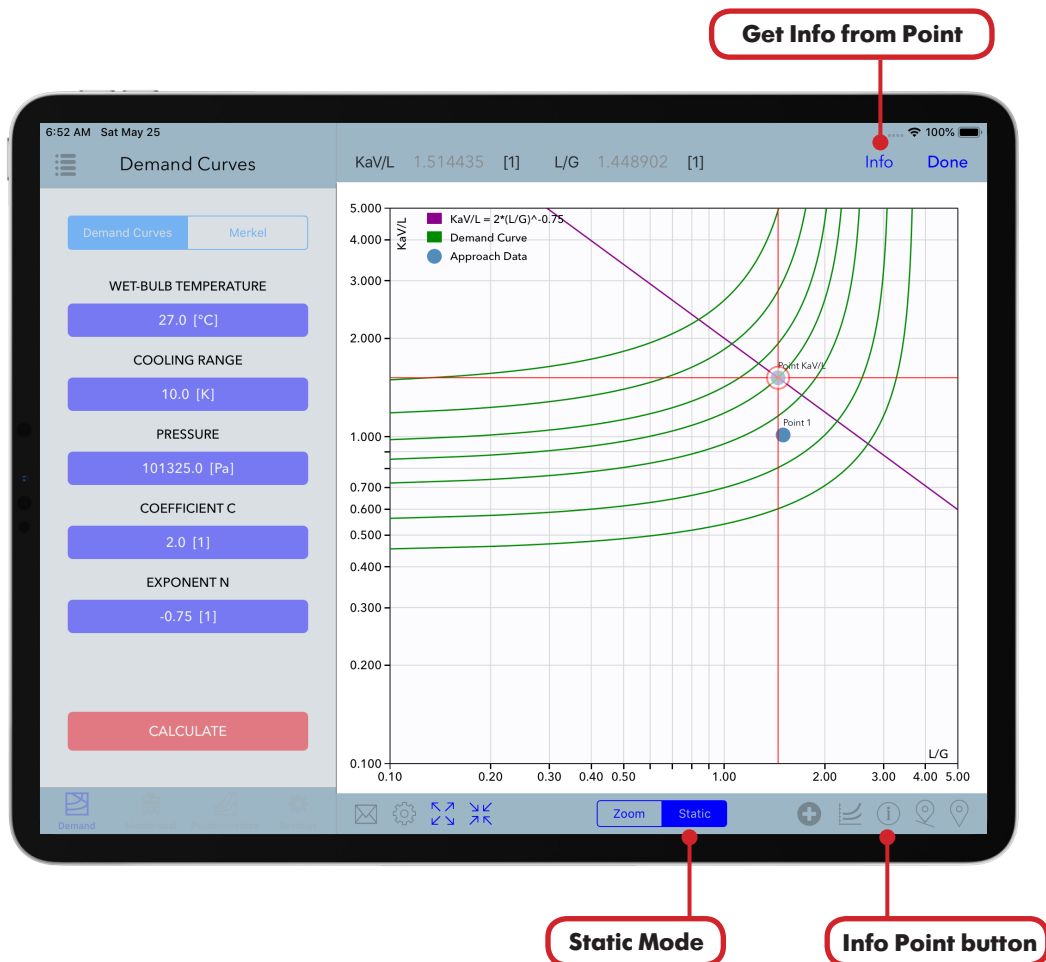 Get Info from Point
6:52 AM Sat May 25
100%
Demand Curves
KaV/L 1.514435 [1] L/G 1.448902 [1]
Info Done
Demand Curves Merkel
WET-BULB TEMPERATURE
27.0 [°C]
COOLING RANGE
10.0 [K]
PRESSURE
101325.0 [Pa]
COEFFICIENT C
2.0 [1]
EXPONENT N
-0.75 [1]
CALCULATE
Demand
5.000
4.000
3.000
2.000
1.000
0.700
0.600
0.500
0.400
0.300
0.200
0.100
KaV/L
KaV/L = 2*(L/G)^-0.75
Demand Curve
Approach Data
Point KaV/L
Point 1
L/G
0.10 0.20 0.30 0.40 0.50 1.00 2.00 3.00 4.00 5.00
Zoom Static
Static Mode
Info Point button